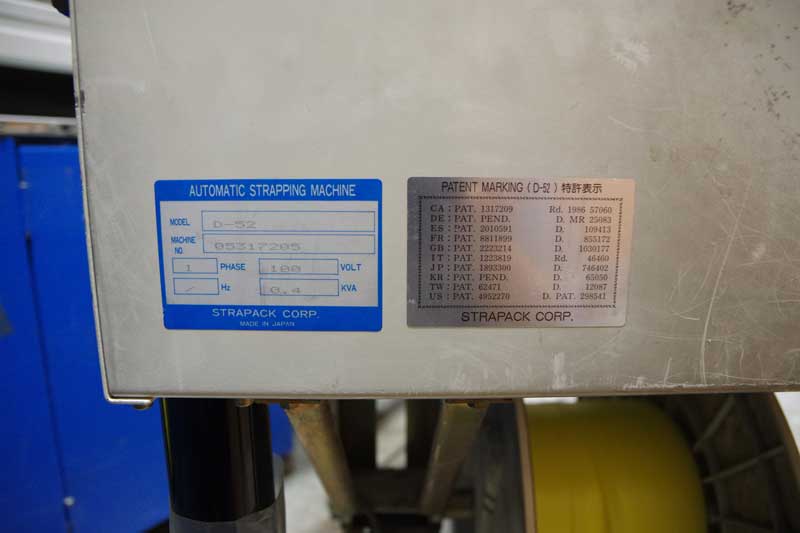 AUTOMATIC STRAPPING MACHINE
MODEL D-52
MACHINE NO. 05317205
1 PHASE 100 VOLT
/ Hz 0.4 KVA
STRAPACK CORP.
MADE IN JAPAN
PATENT MARKING (D-52) 特許表示
CA : PAT. 1317209 Rd. 1986 57060
DE : PAT. PEND. D. MR 25083
ES : PAT. 2010591 D. 109413
FR : PAT. 8811899 D. 855172
GB : PAT. 2223214 D. 1030177
IT : PAT. 1223819 Rd. 46460
JP : PAT. 1893300 D. 746402
KR : PAT. PEND. D. 65050
TW : PAT. 62471 D. 12087
US : PAT. 4952270 D. PAT. 298541
STRAPACK CORP.